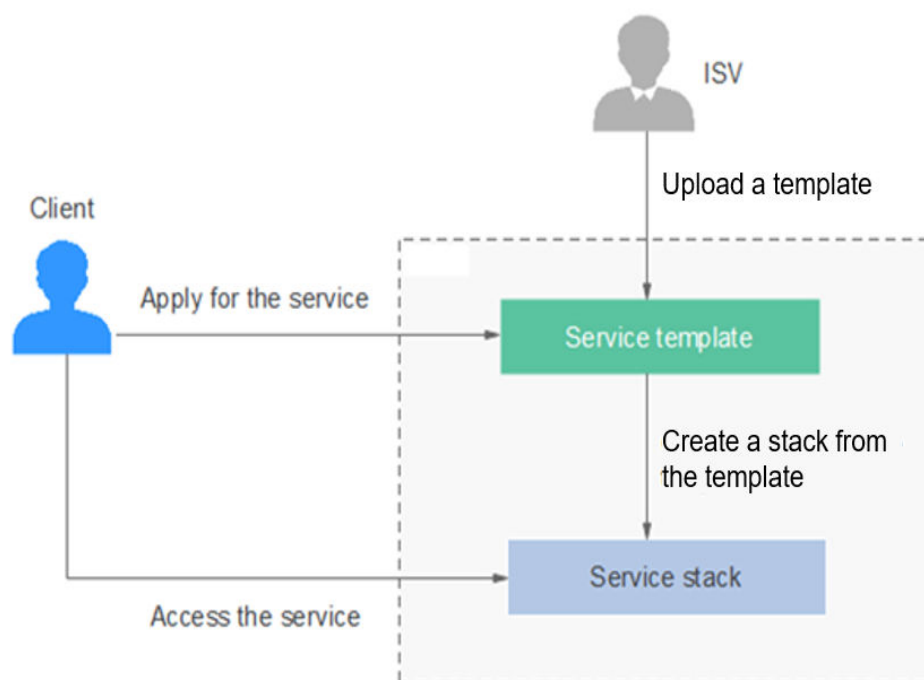 ISV
Upload a template
Client
Apply for the service
Service template
Create a stack from
the template
Service stack
Access the service